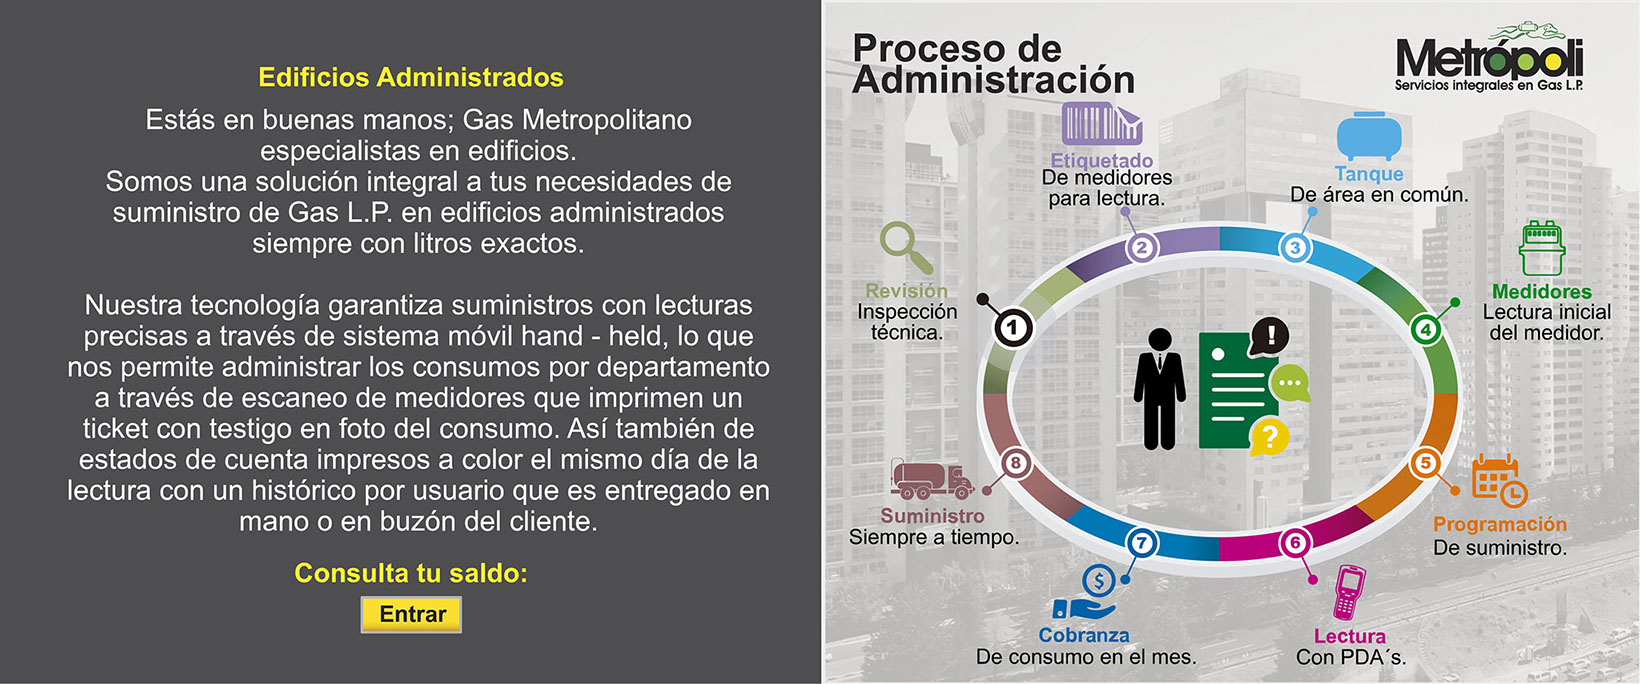 Edificios Administrados
Estás en buenas manos; Gas Metropolitano
especialistas en edificios.
Somos una solución integral a tus necesidades de
suministro de Gas L.P. en edificios administrados
siempre con litros exactos.
Nuestra tecnología garantiza suministros con lecturas
precisas a través de sistema móvil hand - held, lo que
nos permite administrar los consumos por departamento
a través de escaneo de medidores que imprimen un
ticket con testigo en foto del consumo. Así también de
estados de cuenta impresos a color el mismo día de la
lectura con un histórico por usuario que es entregado en
mano o en buzón del cliente.
Consulta tu saldo:
Entrar
Proceso de
Administración
Metrópoli
Servicios integrales en Gas L.P.
1
Revisión
Inspección
técnica.
2
Etiquetado
De medidores
para lectura.
3
Tanque
De área en común.
4
Medidores
Lectura inicial
del medidor.
5
Programación
De suministro.
6
Lectura
Con PDA´s.
7
$
Cobranza
De consumo en el mes.
8
Suministro
Siempre a tiempo.
!
...
?